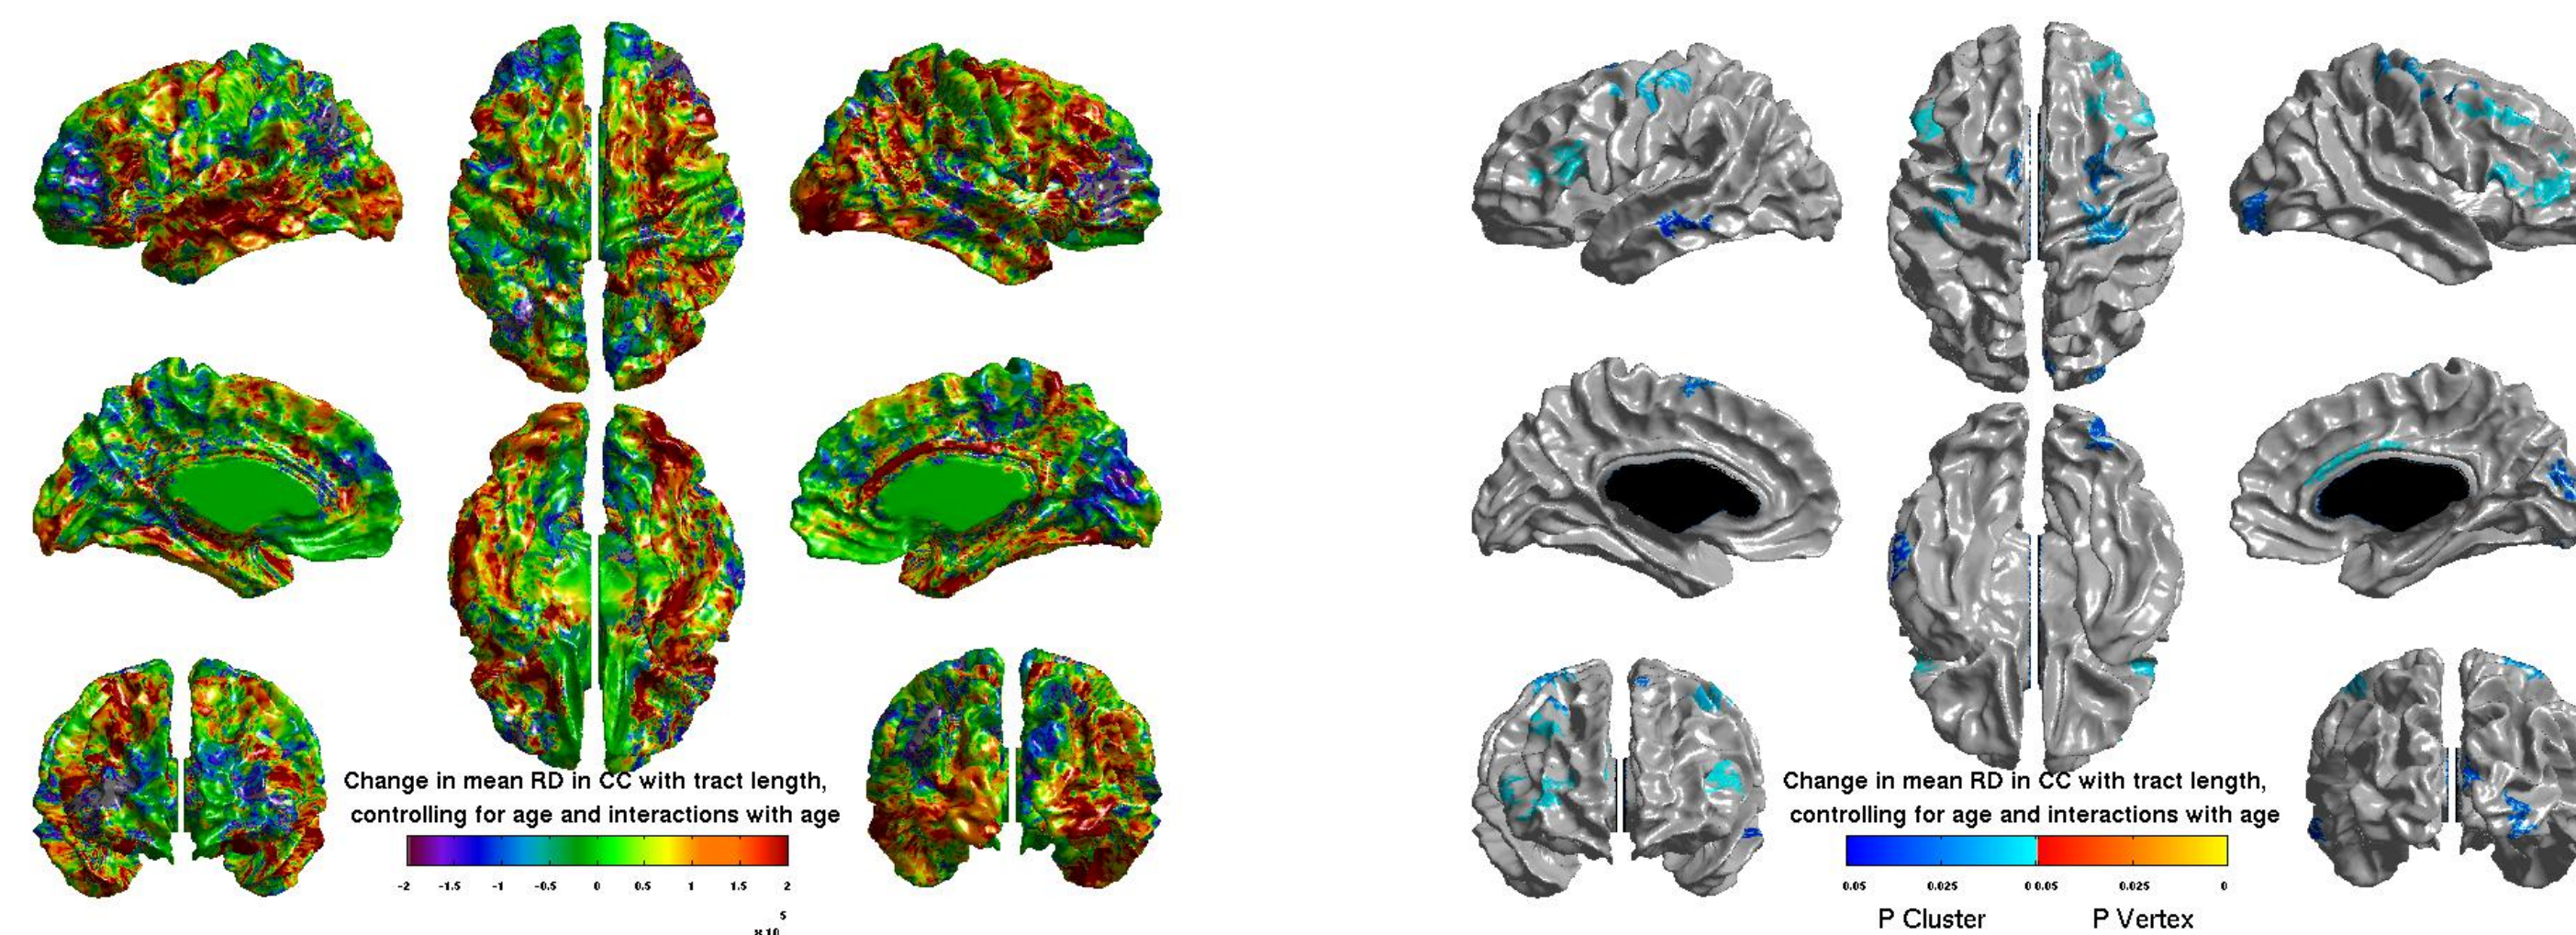 Change in mean RD in CC with tract length,
controlling for age and interactions with age
-2 -1.5 -1 -0.5 0 0.5 1 1.5 2
5
x 10
Change in mean RD in CC with tract length,
controlling for age and interactions with age
0.05 0.025 0 0.05 0.025 0
P Cluster P Vertex